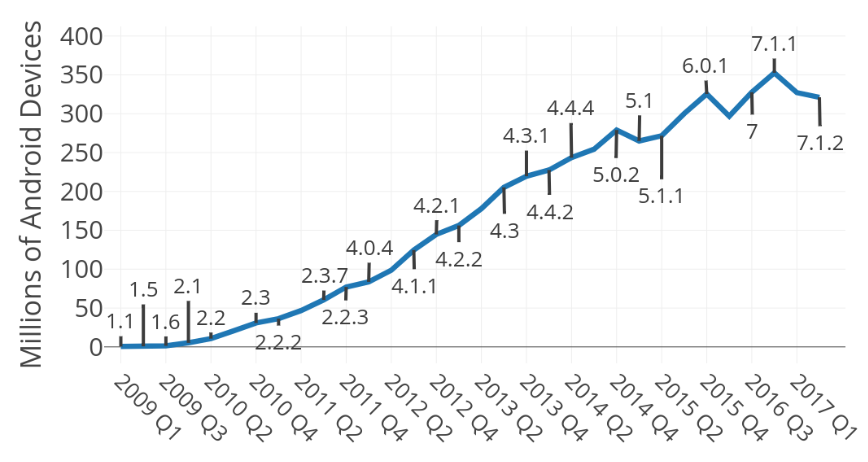 Millions of Android Devices
400
350
300
250
200
150
100
50
0
1.1
1.5
1.6
2.1
2.2
2.3
2.2.2
2.3.7
2.2.3
4.0.4
4.1.1
4.2.1
4.2.2
4.3
4.3.1
4.4.2
4.4.4
5.0.2
5.1
5.1.1
6.0.1
7
7.1.1
7.1.2
2009 Q1
2009 Q3
2010 Q2
2010 Q4
2011 Q2
2011 Q4
2012 Q2
2012 Q4
2013 Q2
2013 Q4
2014 Q2
2014 Q4
2015 Q2
2015 Q4
2016 Q3
2017 Q1